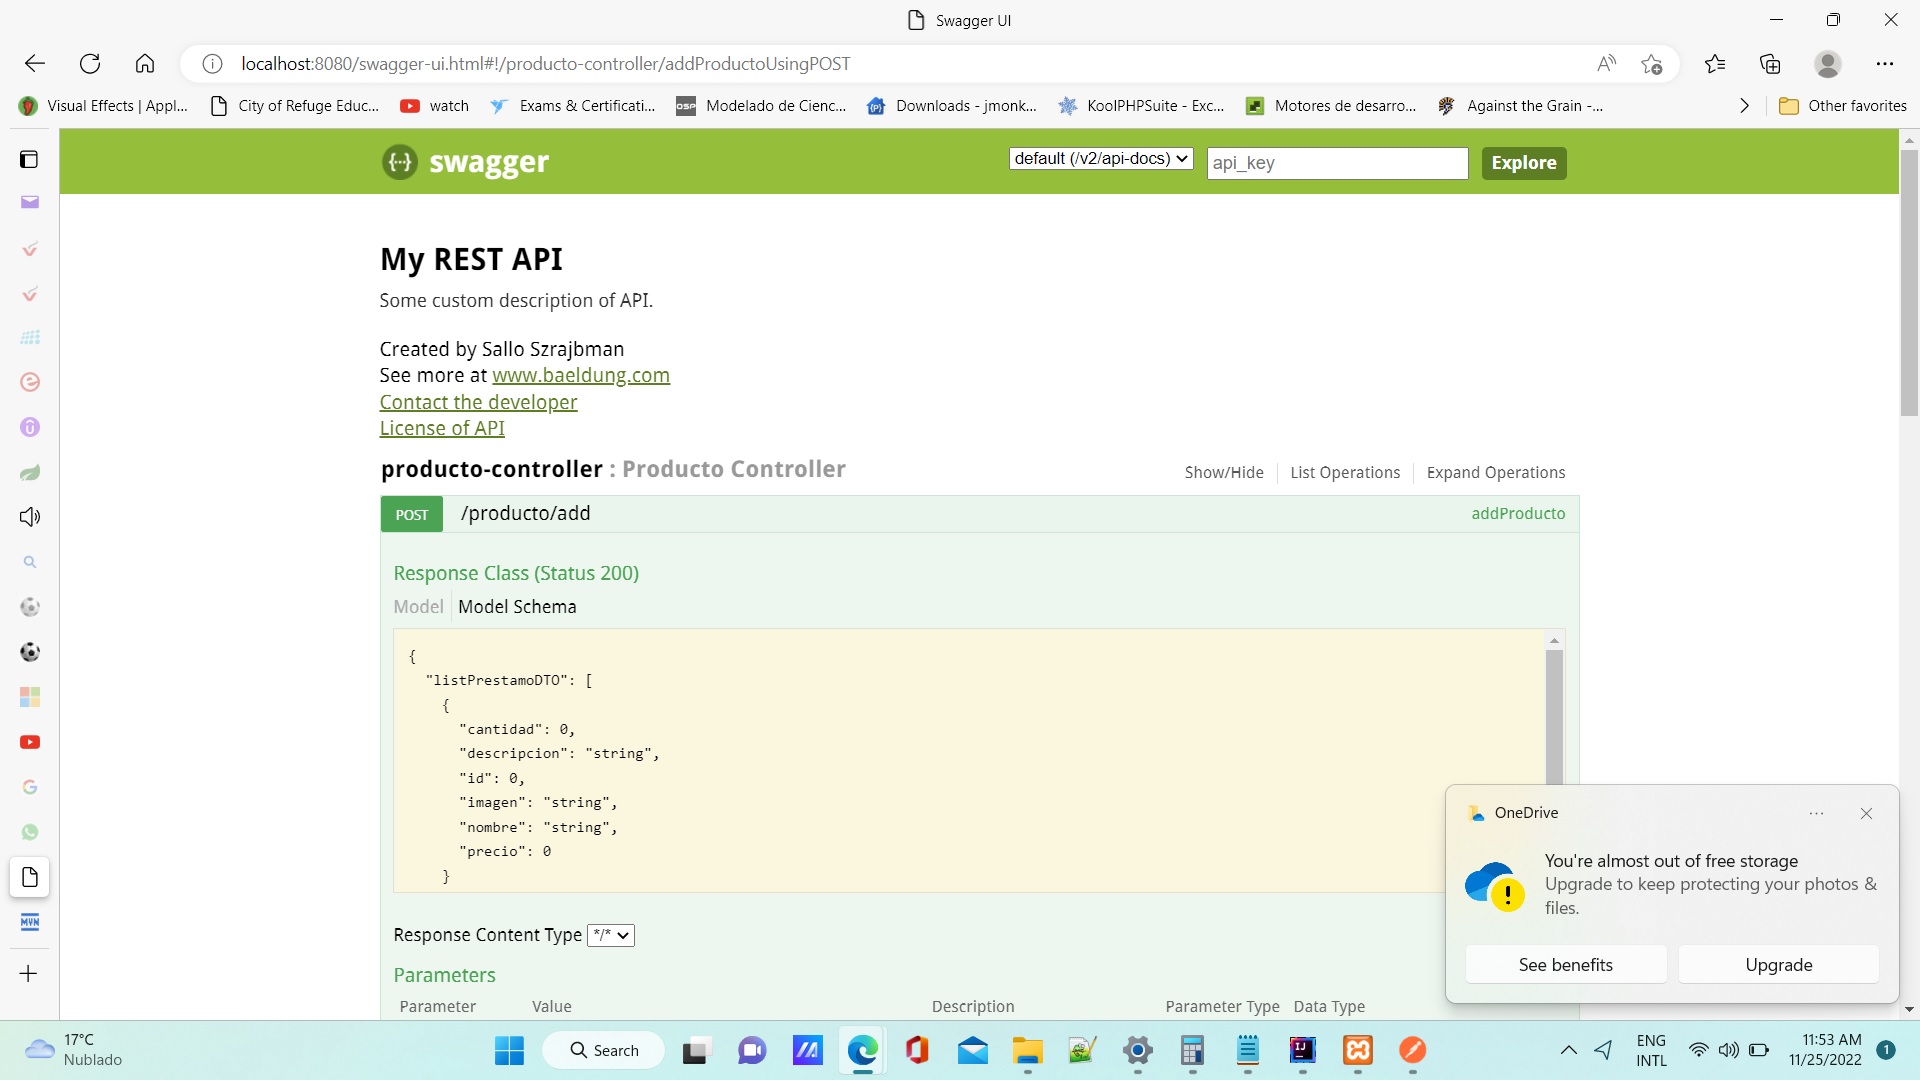 Swagger UI
localhost:8080/swagger-ui.html#!/producto-controller/addProductoUsingPOST
Visual Effects | Appl... City of Refuge Educ... watch Exams & Certificati... OSP Modelado de Cienc... Downloads - jmonk... KoolPHPSuite - Exc... Motores de desarro... Against the Grain -... Other favorites
swagger default (/v2/api-docs) api_key Explore
My REST API
Some custom description of API.
Created by Sallo Szrajbman
See more at www.baeldung.com
Contact the developer
License of API
producto-controller : Producto Controller Show/Hide List Operations Expand Operations
POST /producto/add addProducto
Response Class (Status 200)
Model Model Schema
{
"listPrestamoDTO": [
{
"cantidad": 0,
"descripcion": "string",
"id": 0,
"imagen": "string",
"nombre": "string",
"precio": 0
}
Response Content Type */*
Parameters
Parameter Value Description Parameter Type Data Type
OneDrive
You're almost out of free storage
Upgrade to keep protecting your photos &
files.
See benefits Upgrade
MVN
17°C
Nublado
Search
ENG
INTL
11:53 AM
11/25/2022
1